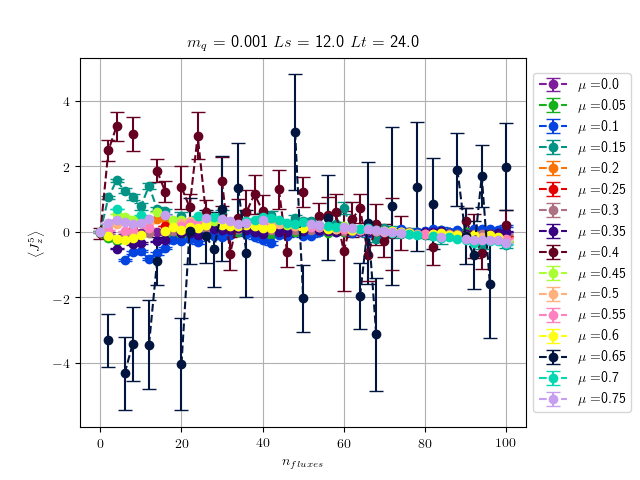 m_q = 0.001 Ls = 12.0 Lt = 24.0
4
2
0
−2
−4
⟨J_z^5⟩
0 20 40 60 80 100
n_fluxes
μ =0.0
μ =0.05
μ =0.1
μ =0.15
μ =0.2
μ =0.25
μ =0.3
μ =0.35
μ =0.4
μ =0.45
μ =0.5
μ =0.55
μ =0.6
μ =0.65
μ =0.7
μ =0.75